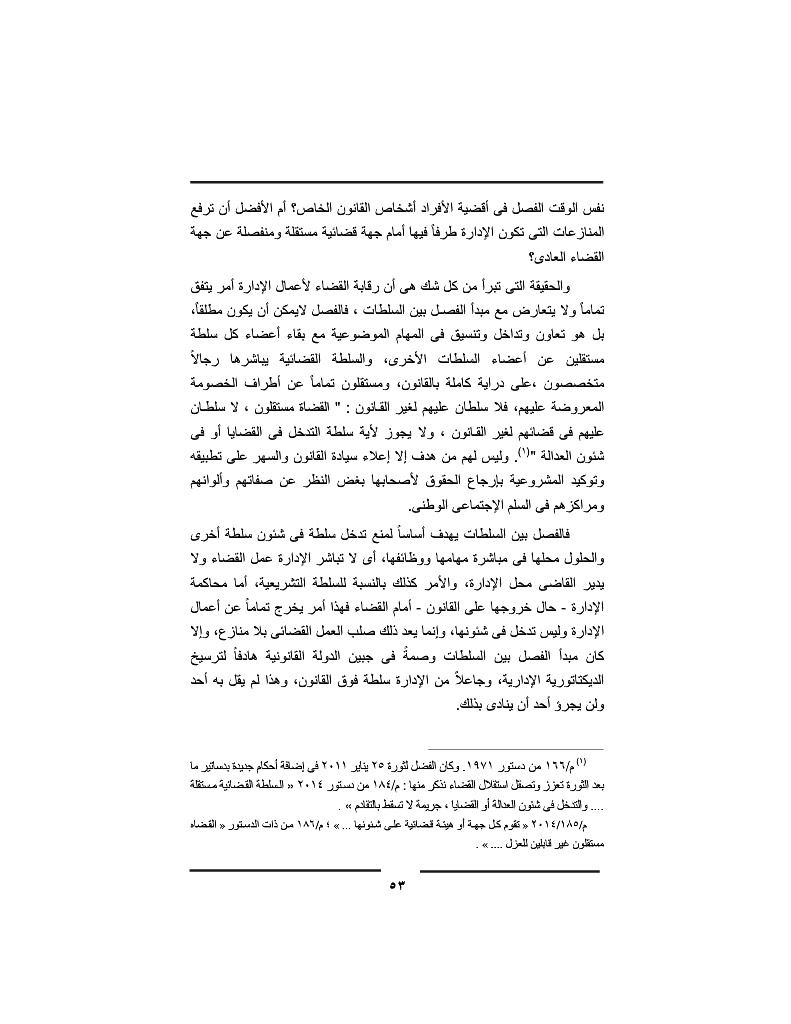 نفس الوقت الفصل فى أقضية الأفراد أشخاص القانون الخاص؟ أم الأفضل أن ترفع
المنازعات التى تكون الإدارة طرفاً فيها أمام جهة قضائية مستقلة ومنفصلة عن جهة
القضاء العادى؟
والحقيقة التى تبرأ من كل شك هى أن رقابة القضاء لأعمال الإدارة أمر يتفق
تماماً ولا يتعارض مع مبدأ الفصل بين السلطات ، فالفصل لايمكن أن يكون مطلقاً،
بل هو تعاون وتداخل وتنسيق فى المهام الموضوعية مع بقاء أعضاء كل سلطة
مستقلين عن أعضاء السلطات الأخرى، والسلطة القضائية يباشرها رجالاً
متخصصون ،على دراية كاملة بالقانون، ومستقلون تماماً عن أطراف الخصومة
المعروضة عليهم، فلا سلطان عليهم لغير القانون : " القضاة مستقلون ، لا سلطان
عليهم فى قضائهم لغير القانون ، ولا يجوز لأية سلطة التدخل فى القضايا أو فى
شئون العدالة "(١). وليس لهم من هدف إلا إعلاء سيادة القانون والسهر على تطبيقه
وتوكيد المشروعية بإرجاع الحقوق لأصحابها بغض النظر عن صفاتهم وألوانهم
ومراكزهم فى السلم الإجتماعى الوطنى.
فالفصل بين السلطات يهدف أساساً لمنع تدخل سلطة فى شئون سلطة أخرى
والحلول محلها فى مباشرة مهامها ووظائفها، أى لا تباشر الإدارة عمل القضاء ولا
يدير القاضى محل الإدارة، والأمر كذلك بالنسبة للسلطة التشريعية، أما محاكمة
الإدارة - حال خروجها على القانون - أمام القضاء فهذا أمر يخرج تماماً عن أعمال
الإدارة وليس تدخل فى شئونها، وإنما يعد ذلك صلب العمل القضائى بلا منازع، وإلا
كان مبدأ الفصل بين السلطات وصمةً فى جبين الدولة القانونية هادفاً لترسيخ
الديكتاتورية الإدارية، وجاعلاً من الإدارة سلطة فوق القانون، وهذا لم يقل به أحد
ولن يجرؤ أحد أن ينادى بذلك.
(١) م/١٦٦ من دستور ١٩٧١. وكان الفضل لثورة ٢٥ يناير ٢٠١١ فى إضافة أحكام جديدة بدساتير ما
بعد الثورة تعزز وتصقل استقلال القضاء نذكر منها : م/١٨٤ من دستور ٢٠١٤ « السلطة القضائية مستقلة
.... والتدخل فى شئون العدالة أو القضايا ، جريمة لا تسقط بالتقادم » .
م/٢٠١٤/١٨٥ « تقوم كل جهة أو هيئة قضائية على شئونها ... » ؛ م/١٨٦ من ذات الدستور « القضاه
مستقلون غير قابلين للعزل .... » .
٥٣